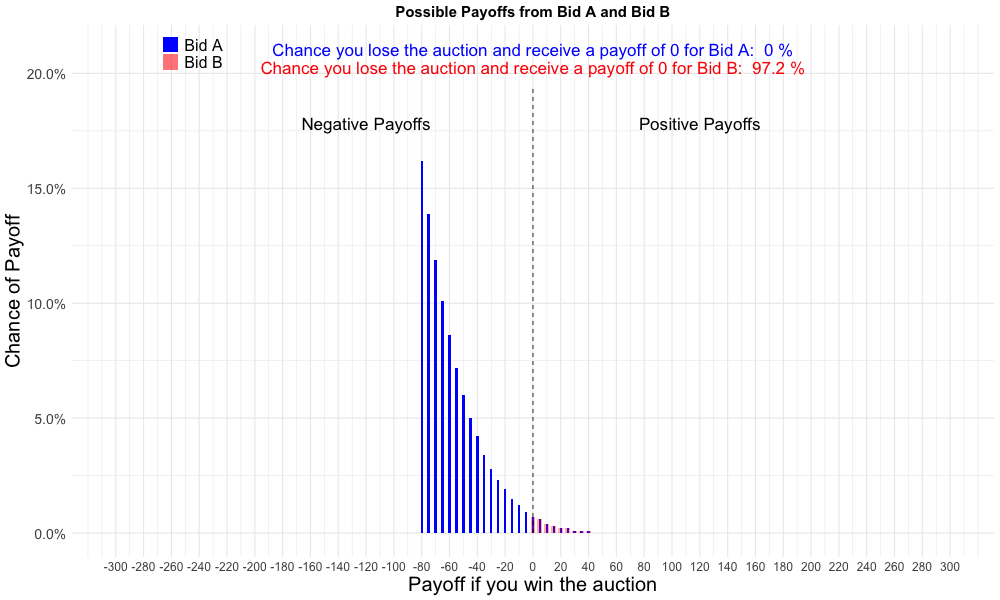 Possible Payoffs from Bid A and Bid B
Bid A
Bid B
Chance you lose the auction and receive a payoff of 0 for Bid A:  0 %
Chance you lose the auction and receive a payoff of 0 for Bid B:  97.2 %
Negative Payoffs
Positive Payoffs
Chance of Payoff
20.0%
15.0%
10.0%
5.0%
0.0%
-300 -280 -260 -240 -220 -200 -180 -160 -140 -120 -100 -80 -60 -40 -20 0 20 40 60 80 100 120 140 160 180 200 220 240 260 280 300
Payoff if you win the auction